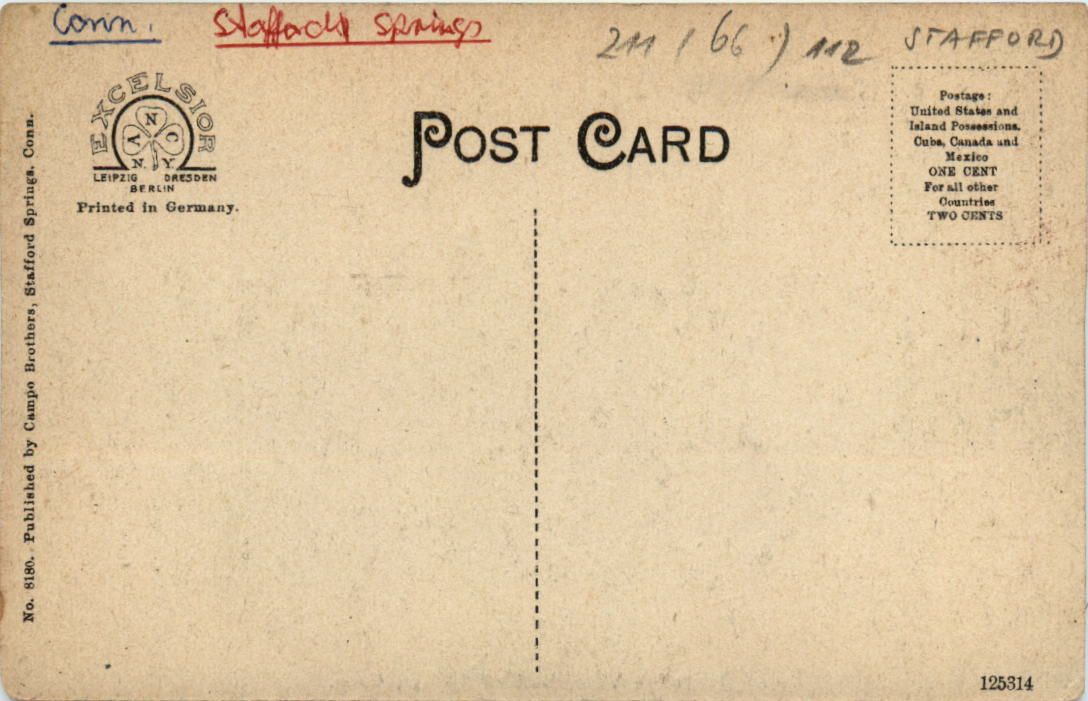 Conn. Stafford Springs
211 (66) 112 STAFFORD
EXCELSIOR
N
V C
N. Y.
LEIPZIG DRESDEN
BERLIN
Printed in Germany.
POST CARD
Postage:
United States and
Island Possessions.
Cuba, Canada and
Mexico
ONE CENT
For all other
Countries
TWO CENTS
No. 8180. Published by Campo Brothers, Stafford Springs. Conn.
125314